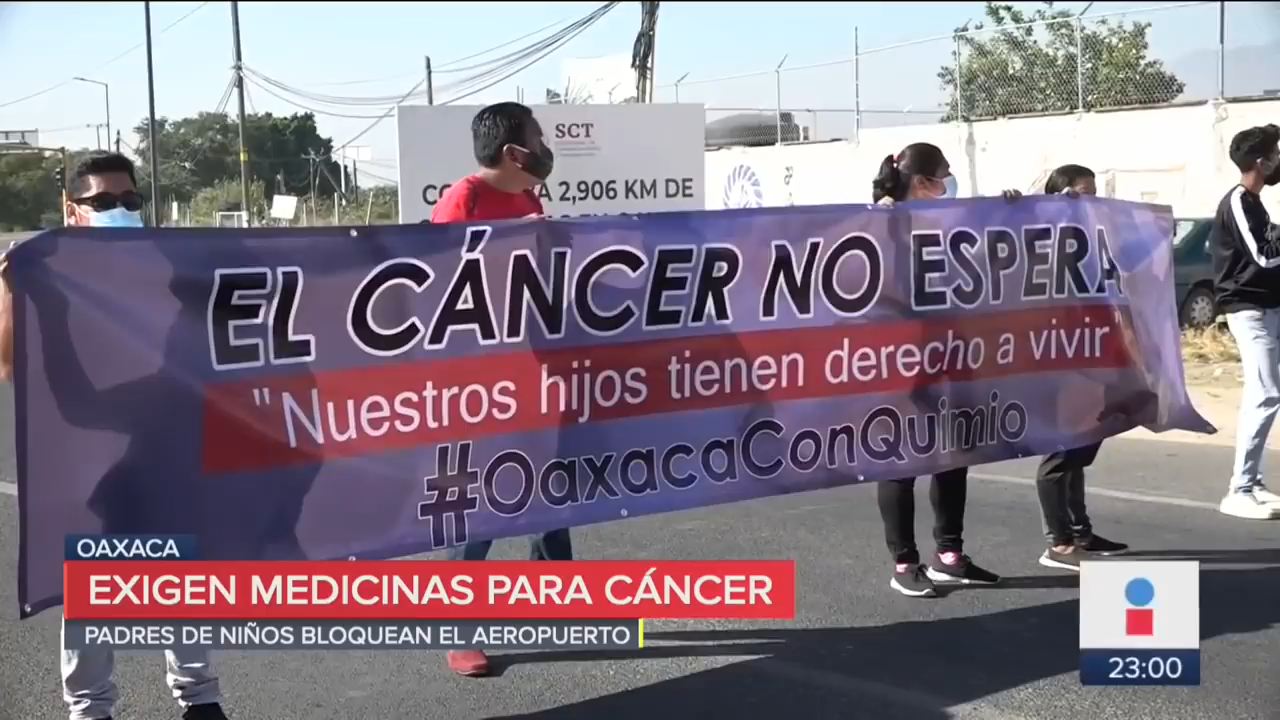 SCT
2,906 KM DE
EL CÁNCER NO ESPERA
"Nuestros hijos tienen derecho a vivir"
#OaxacaConQuimio
OAXACA
EXIGEN MEDICINAS PARA CÁNCER
PADRES DE NIÑOS BLOQUEAN EL AEROPUERTO
23:00